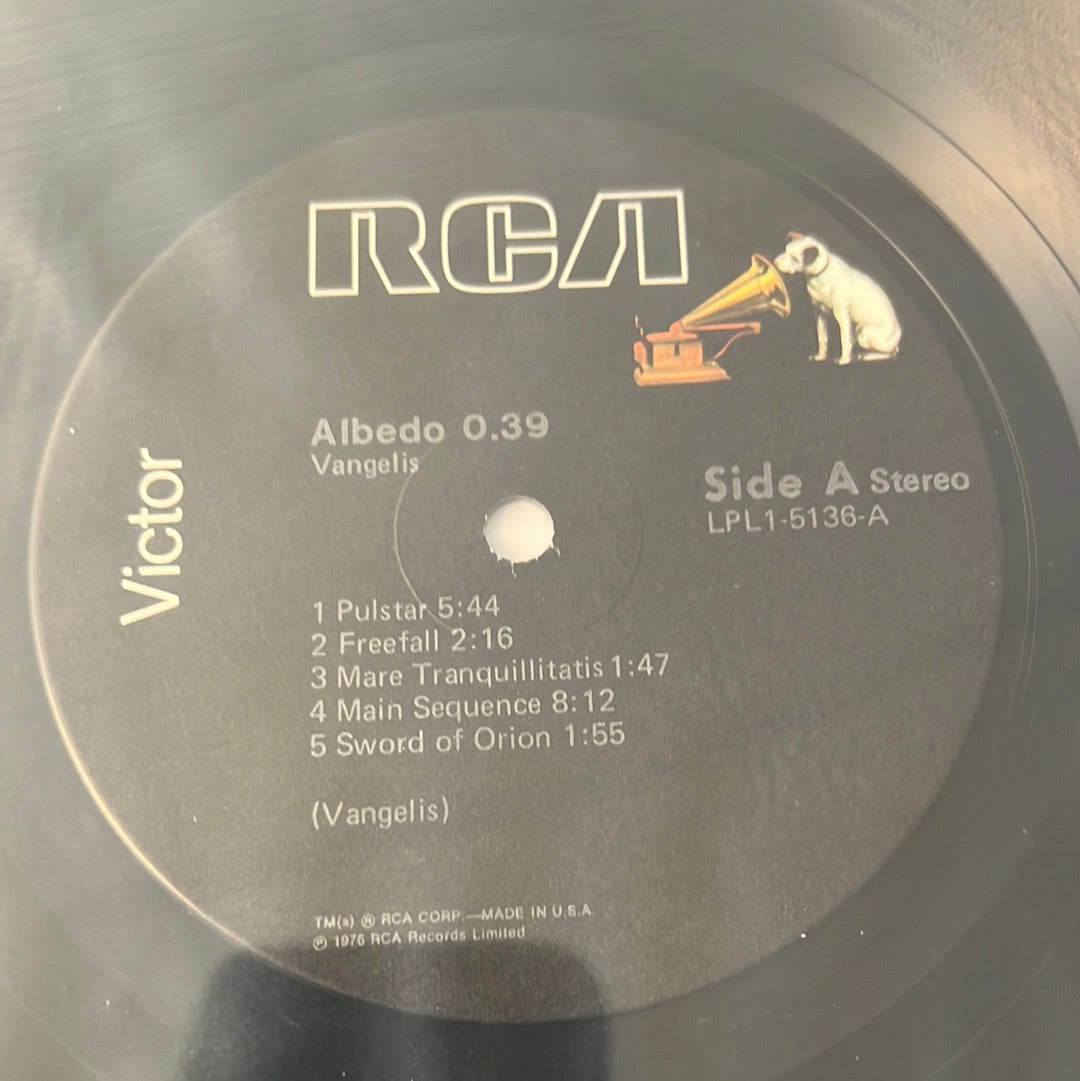 RCA
Victor
Albedo 0.39
Vangelis
Side A Stereo
LPL1-5136-A
1 Pulstar 5:44
2 Freefall 2:16
3 Mare Tranquillitatis 1:47
4 Main Sequence 8:12
5 Sword of Orion 1:55
(Vangelis)
TM(s) ® RCA CORP.—MADE IN U.S.A.
℗ 1976 RCA Records Limited